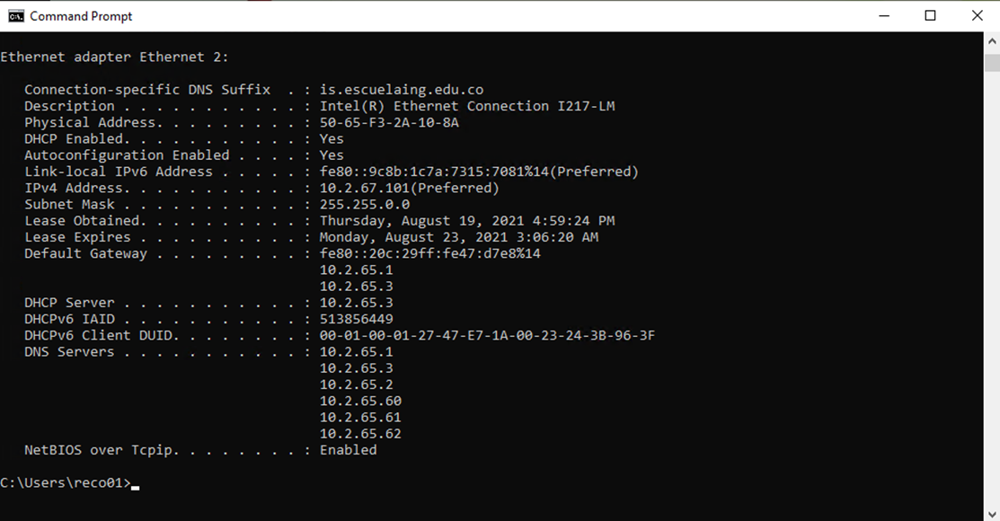 Command Prompt
Ethernet adapter Ethernet 2:
Connection-specific DNS Suffix  . : is.escuelaing.edu.co
Description . . . . . . . . . . . : Intel(R) Ethernet Connection I217-LM
Physical Address. . . . . . . . . : 50-65-F3-2A-10-8A
DHCP Enabled. . . . . . . . . . . : Yes
Autoconfiguration Enabled . . . . : Yes
Link-local IPv6 Address . . . . . : fe80::9c8b:1c7a:7315:7081%14(Preferred)
IPv4 Address. . . . . . . . . . . : 10.2.67.101(Preferred)
Subnet Mask . . . . . . . . . . . : 255.255.0.0
Lease Obtained. . . . . . . . . . : Thursday, August 19, 2021 4:59:24 PM
Lease Expires . . . . . . . . . . : Monday, August 23, 2021 3:06:20 AM
Default Gateway . . . . . . . . . : fe80::20c:29ff:fe47:d7e8%14
10.2.65.1
10.2.65.3
DHCP Server . . . . . . . . . . . : 10.2.65.3
DHCPv6 IAID . . . . . . . . . . . : 513856449
DHCPv6 Client DUID. . . . . . . . : 00-01-00-01-27-47-E7-1A-00-23-24-3B-96-3F
DNS Servers . . . . . . . . . . . : 10.2.65.1
10.2.65.3
10.2.65.2
10.2.65.60
10.2.65.61
10.2.65.62
NetBIOS over Tcpip. . . . . . . . : Enabled
C:\Users\reco01>